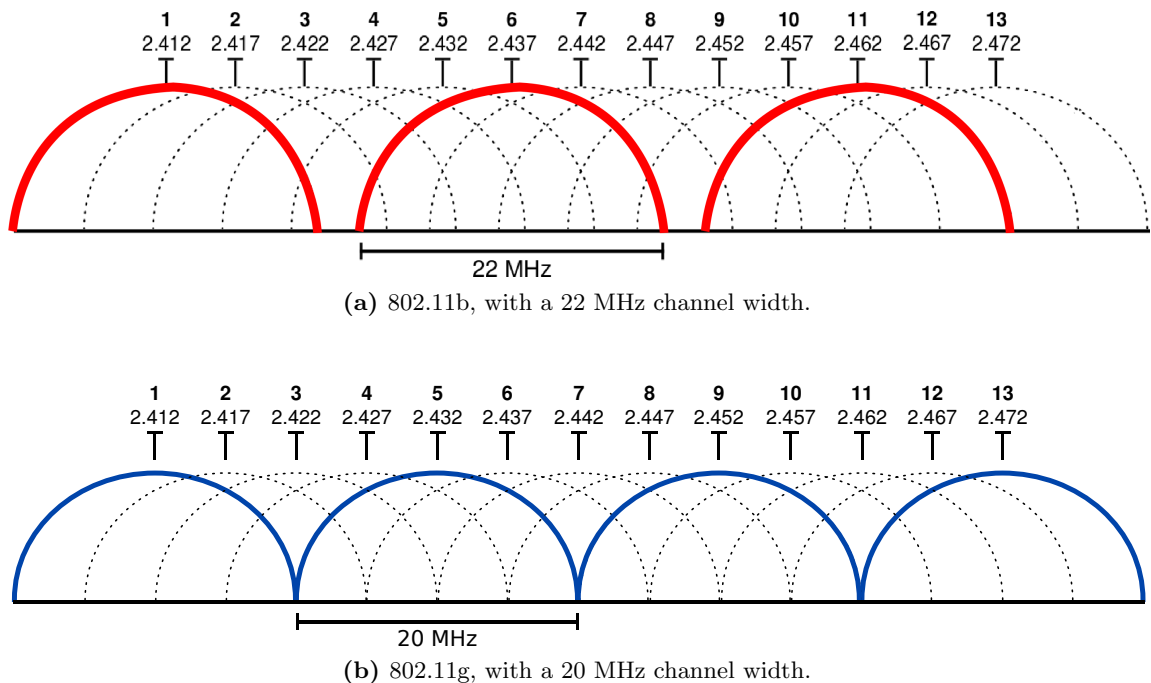 1 2 3 4 5 6 7 8 9 10 11 12 13
2.412 2.417 2.422 2.427 2.432 2.437 2.442 2.447 2.452 2.457 2.462 2.467 2.472
22 MHz
(a) 802.11b, with a 22 MHz channel width.
1 2 3 4 5 6 7 8 9 10 11 12 13
2.412 2.417 2.422 2.427 2.432 2.437 2.442 2.447 2.452 2.457 2.462 2.467 2.472
20 MHz
(b) 802.11g, with a 20 MHz channel width.